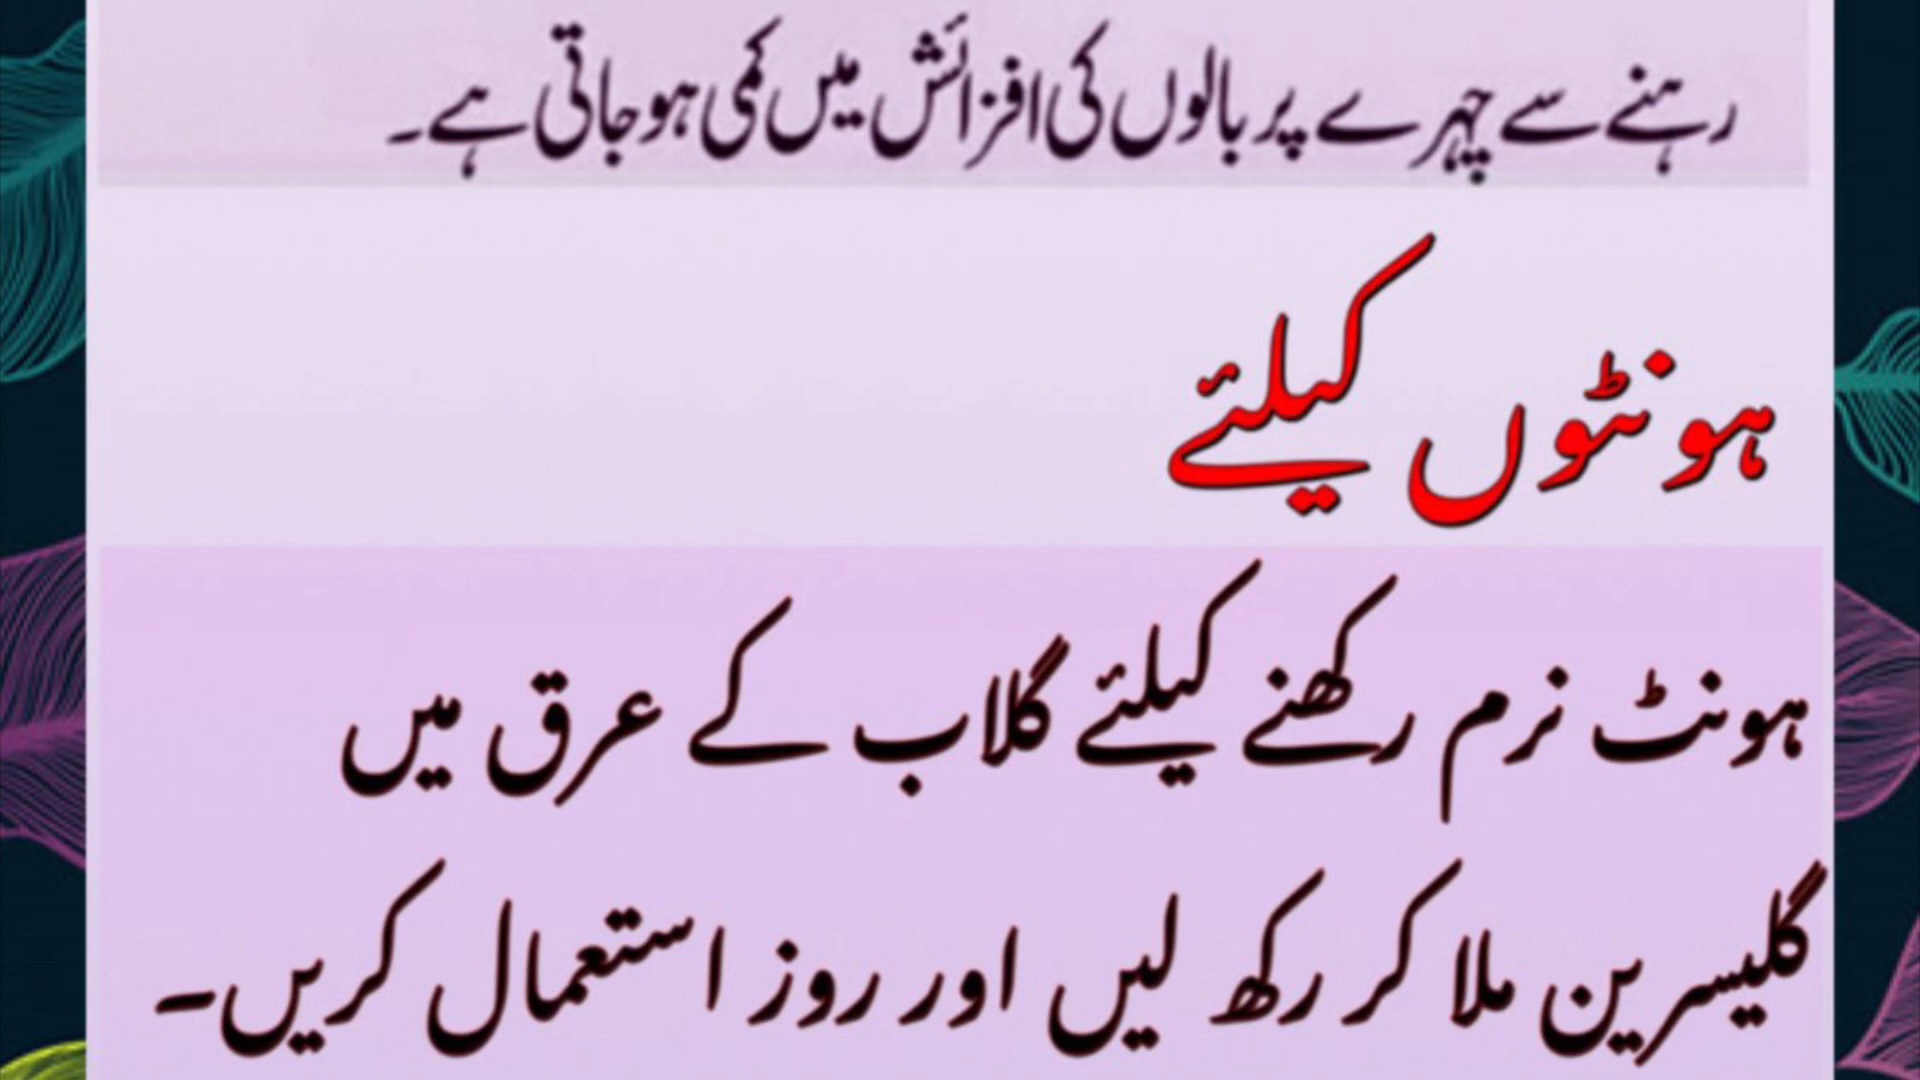 رہنے سے چہرے پر بالوں کی افزائش میں کمی ہوجاتی ہے۔
ہونٹوں کیلئے
ہونٹ نرم رکھنے کیلئے گلاب کے عرق میں
گلیسرین ملا کر رکھ لیں اور روز استعمال کریں۔